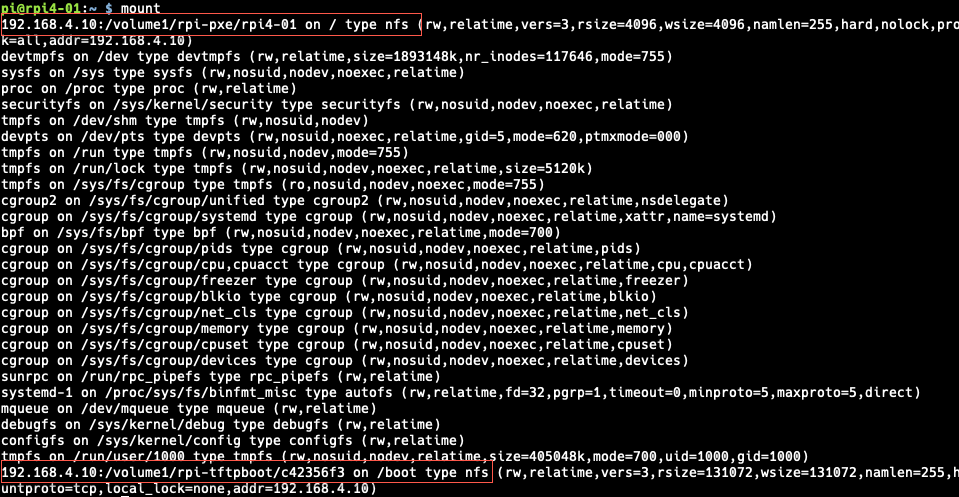 pi@rpi4-01:~ $ mount
192.168.4.10:/volume1/rpi-pxe/rpi4-01 on / type nfs (rw,relatime,vers=3,rsize=4096,wsize=4096,namlen=255,hard,nolock,pro
k=all,addr=192.168.4.10)
devtmpfs on /dev type devtmpfs (rw,relatime,size=1893148k,nr_inodes=117646,mode=755)
sysfs on /sys type sysfs (rw,nosuid,nodev,noexec,relatime)
proc on /proc type proc (rw,relatime)
securityfs on /sys/kernel/security type securityfs (rw,nosuid,nodev,noexec,relatime)
tmpfs on /dev/shm type tmpfs (rw,nosuid,nodev)
devpts on /dev/pts type devpts (rw,nosuid,noexec,relatime,gid=5,mode=620,ptmxmode=000)
tmpfs on /run type tmpfs (rw,nosuid,nodev,mode=755)
tmpfs on /run/lock type tmpfs (rw,nosuid,nodev,noexec,relatime,size=5120k)
tmpfs on /sys/fs/cgroup type tmpfs (ro,nosuid,nodev,noexec,mode=755)
cgroup2 on /sys/fs/cgroup/unified type cgroup2 (rw,nosuid,nodev,noexec,relatime,nsdelegate)
cgroup on /sys/fs/cgroup/systemd type cgroup (rw,nosuid,nodev,noexec,relatime,xattr,name=systemd)
bpf on /sys/fs/bpf type bpf (rw,nosuid,nodev,noexec,relatime,mode=700)
cgroup on /sys/fs/cgroup/pids type cgroup (rw,nosuid,nodev,noexec,relatime,pids)
cgroup on /sys/fs/cgroup/cpu,cpuacct type cgroup (rw,nosuid,nodev,noexec,relatime,cpu,cpuacct)
cgroup on /sys/fs/cgroup/freezer type cgroup (rw,nosuid,nodev,noexec,relatime,freezer)
cgroup on /sys/fs/cgroup/blkio type cgroup (rw,nosuid,nodev,noexec,relatime,blkio)
cgroup on /sys/fs/cgroup/net_cls type cgroup (rw,nosuid,nodev,noexec,relatime,net_cls)
cgroup on /sys/fs/cgroup/memory type cgroup (rw,nosuid,nodev,noexec,relatime,memory)
cgroup on /sys/fs/cgroup/cpuset type cgroup (rw,nosuid,nodev,noexec,relatime,cpuset)
cgroup on /sys/fs/cgroup/devices type cgroup (rw,nosuid,nodev,noexec,relatime,devices)
sunrpc on /run/rpc_pipefs type rpc_pipefs (rw,relatime)
systemd-1 on /proc/sys/fs/binfmt_misc type autofs (rw,relatime,fd=32,pgrp=1,timeout=0,minproto=5,maxproto=5,direct)
mqueue on /dev/mqueue type mqueue (rw,relatime)
debugfs on /sys/kernel/debug type debugfs (rw,relatime)
configfs on /sys/kernel/config type configfs (rw,relatime)
tmpfs on /run/user/1000 type tmpfs (rw,nosuid,nodev,relatime,size=405048k,mode=700,uid=1000,gid=1000)
192.168.4.10:/volume1/rpi-tftpboot/c42356f3 on /boot type nfs (rw,relatime,vers=3,rsize=131072,wsize=131072,namlen=255,h
untproto=tcp,local_lock=none,addr=192.168.4.10)